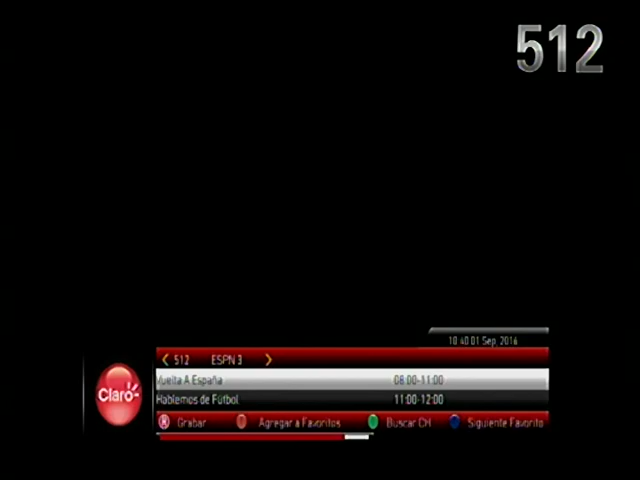 512
10:40 01 Sep, 2016
512 ESPN 3
Vuelta A España 08:00-11:00
Hablemos de Fútbol 11:00-12:00
Claro
Grabar Agregar a Favoritos Buscar CH Siguiente Favorito